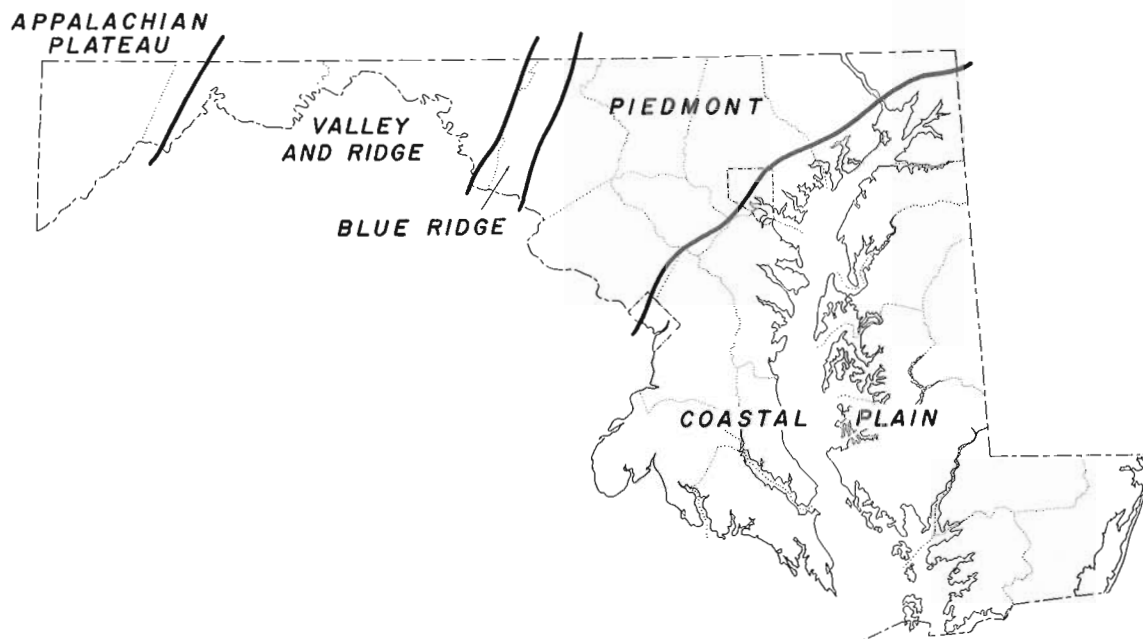 APPALACHIAN
PLATEAU
VALLEY
AND RIDGE
BLUE RIDGE
PIEDMONT
COASTAL PLAIN